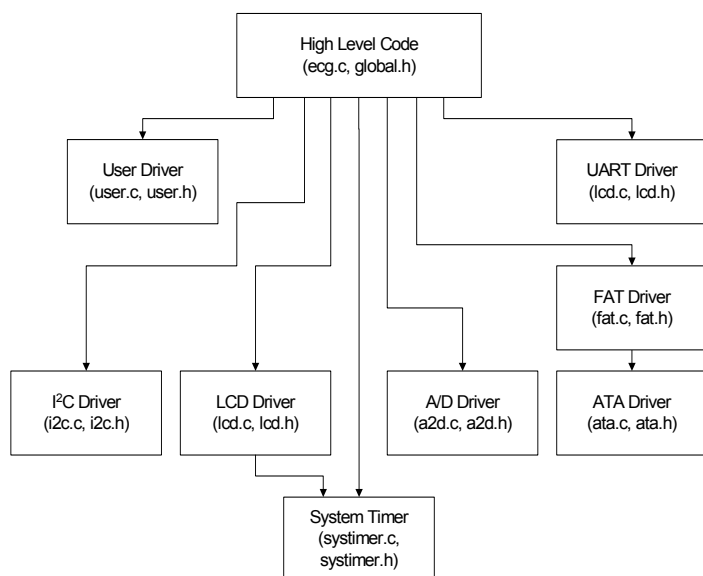 High Level Code
(ecg.c, global.h)
User Driver
(user.c, user.h)
UART Driver
(lcd.c, lcd.h)
FAT Driver
(fat.c, fat.h)
I²C Driver
(i2c.c, i2c.h)
LCD Driver
(lcd.c, lcd.h)
A/D Driver
(a2d.c, a2d.h)
ATA Driver
(ata.c, ata.h)
System Timer
(systimer.c,
systimer.h)